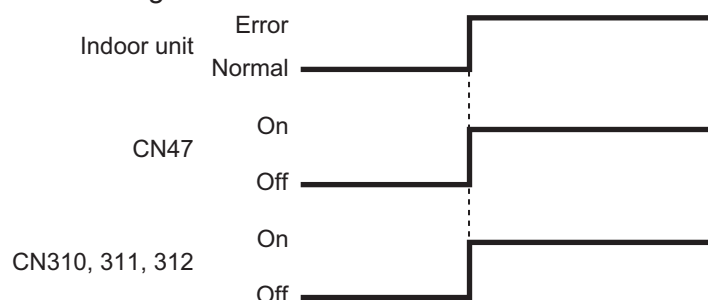 Error
Indoor unit
Normal
On
CN47
Off
On
CN310, 311, 312
Off